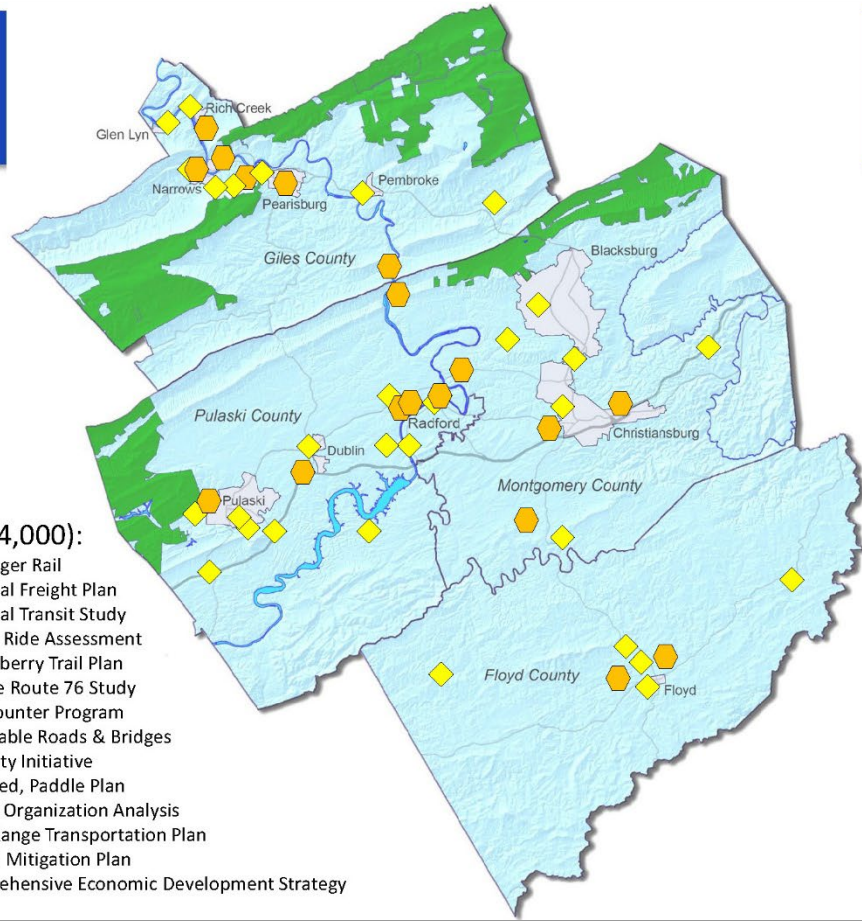 Rich Creek
Glen Lyn
Narrows
Pearisburg
Pembroke
Giles County
Blacksburg
Pulaski County
Radford
Dublin
Christiansburg
Pulaski
Montgomery County
Floyd County
Floyd
4,000):
ger Rail
al Freight Plan
al Transit Study
Ride Assessment
berry Trail Plan
e Route 76 Study
ounter Program
able Roads & Bridges
ty Initiative
ed, Paddle Plan
Organization Analysis
ange Transportation Plan
Mitigation Plan
ehensive Economic Development Strategy